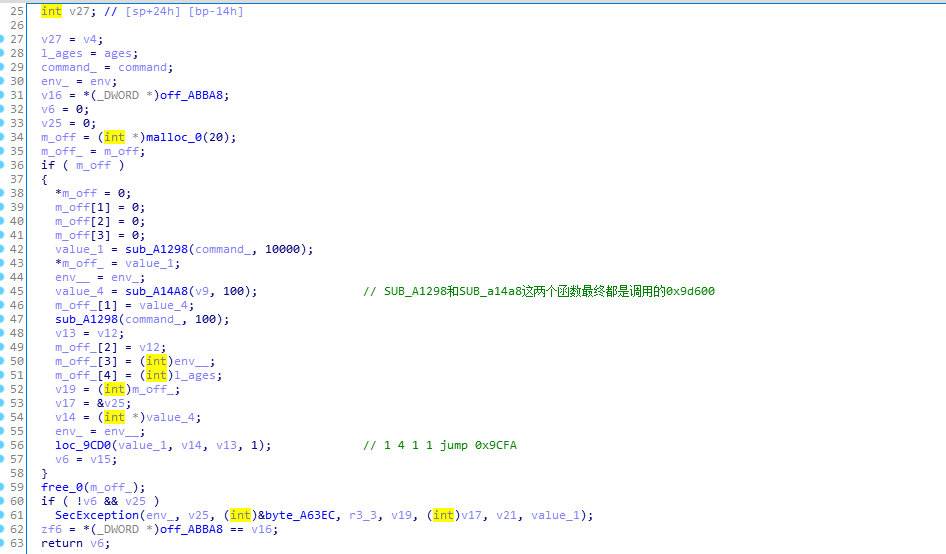 25 int v27; // [sp+24h] [bp-14h]
26
27 v27 = v4;
28 l_ages = ages;
29 command_ = command;
30 env_ = env;
31 v16 = *(_DWORD *)off_ABBA8;
32 v6 = 0;
33 v25 = 0;
34 m_off = (int *)malloc_0(20);
35 m_off_ = m_off;
36 if ( m_off )
37 {
38 *m_off = 0;
39 m_off[1] = 0;
40 m_off[2] = 0;
41 m_off[3] = 0;
42 value_1 = sub_A1298(command_, 10000);
43 *m_off_ = value_1;
44 env__ = env_;
45 value_4 = sub_A14A8(v9, 100); // SUB_A1298和SUB_a14a8这两个函数最终都是调用的0x9d600
46 m_off_[1] = value_4;
47 sub_A1298(command_, 100);
48 v13 = v12;
49 m_off_[2] = v12;
50 m_off_[3] = (int)env__;
51 m_off_[4] = (int)l_ages;
52 v19 = (int)m_off_;
53 v17 = &v25;
54 v14 = (int *)value_4;
55 env_ = env__;
56 loc_9CD0(value_1, v14, v13, 1); // 1 4 1 1 jump 0x9CFA
57 v6 = v15;
58 }
59 free_0(m_off_);
60 if ( !v6 && v25 )
61 SecException(env_, v25, (int)&byte_A63EC, r3_3, v19, (int)v17, v21, value_1);
62 zf6 = *(_DWORD *)off_ABBA8 == v16;
63 return v6;